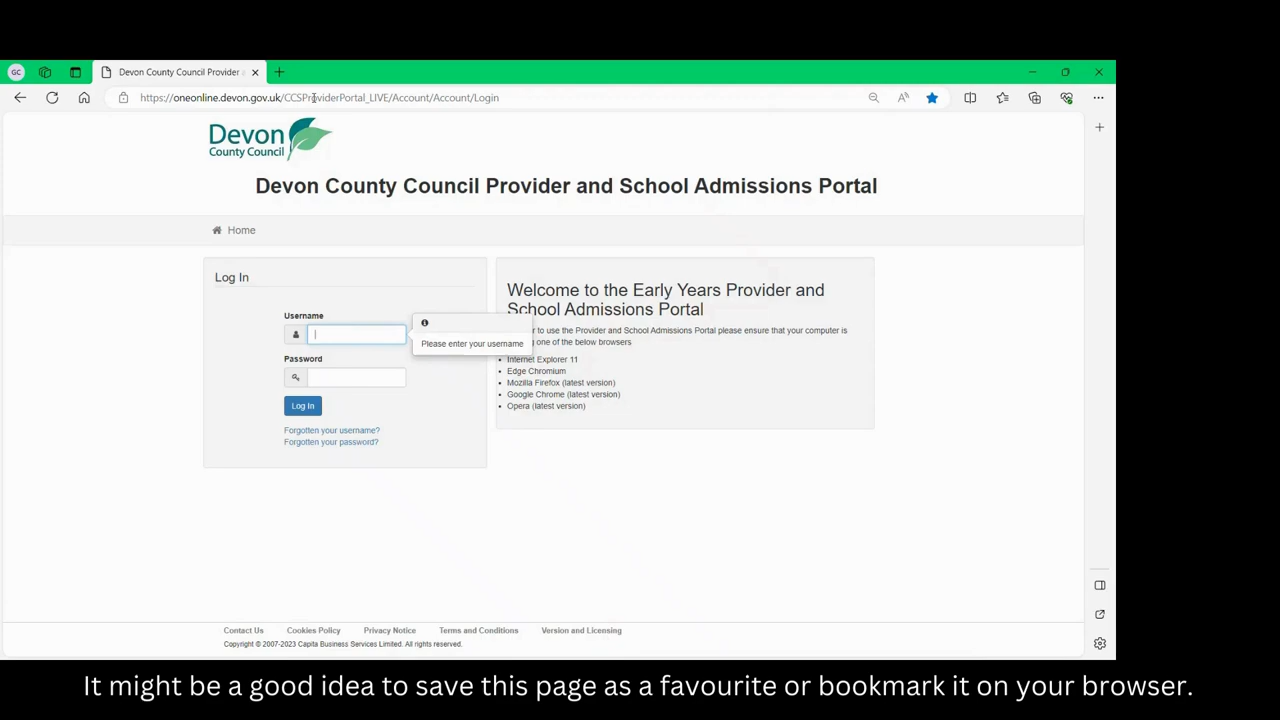 GC
Devon County Council Provider a
https://oneonline.devon.gov.uk/CCSProviderPortal_LIVE/Account/Account/Login
Devon
County Council
Devon County Council Provider and School Admissions Portal
Home
Log In
Username
Please enter your username
Password
Log In
Forgotten your username?
Forgotten your password?
Welcome to the Early Years Provider and
School Admissions Portal
r to use the Provider and School Admissions Portal please ensure that your computer is
one of the below browsers
Internet Explorer 11
Edge Chromium
Mozilla Firefox (latest version)
Google Chrome (latest version)
Opera (latest version)
Contact Us Cookies Policy Privacy Notice Terms and Conditions Version and Licensing
Copyright © 2007-2023 Capita Business Services Limited. All rights reserved.
It might be a good idea to save this page as a favourite or bookmark it on your browser.